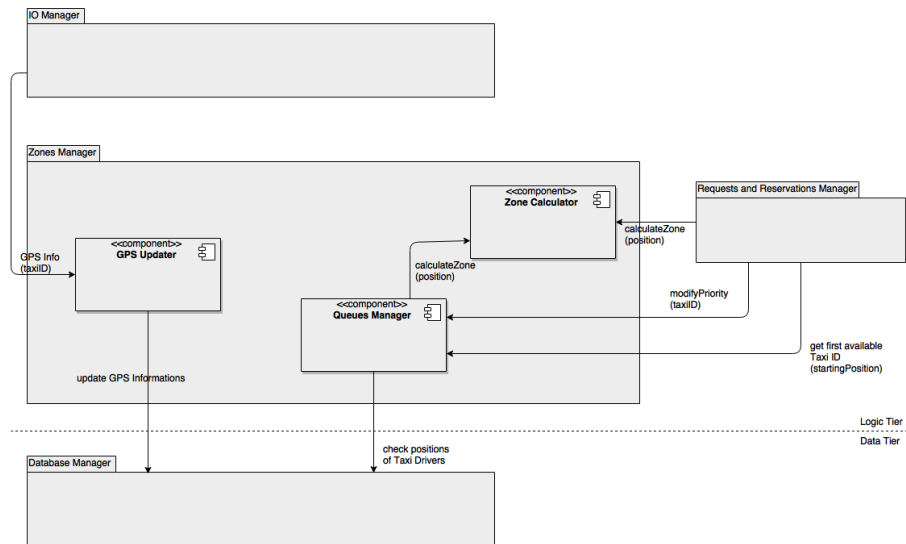 IO Manager
Zones Manager
<<component>>
Zone Calculator
Requests and Reservations Manager
calculateZone
(position)
<<component>>
GPS Updater
GPS Info
(taxiID)
calculateZone
(position)
<<component>>
Queues Manager
modifyPriority
(taxiID)
get first available
Taxi ID
(startingPosition)
update GPS Informations
Logic Tier
Data Tier
check positions
of Taxi Drivers
Database Manager